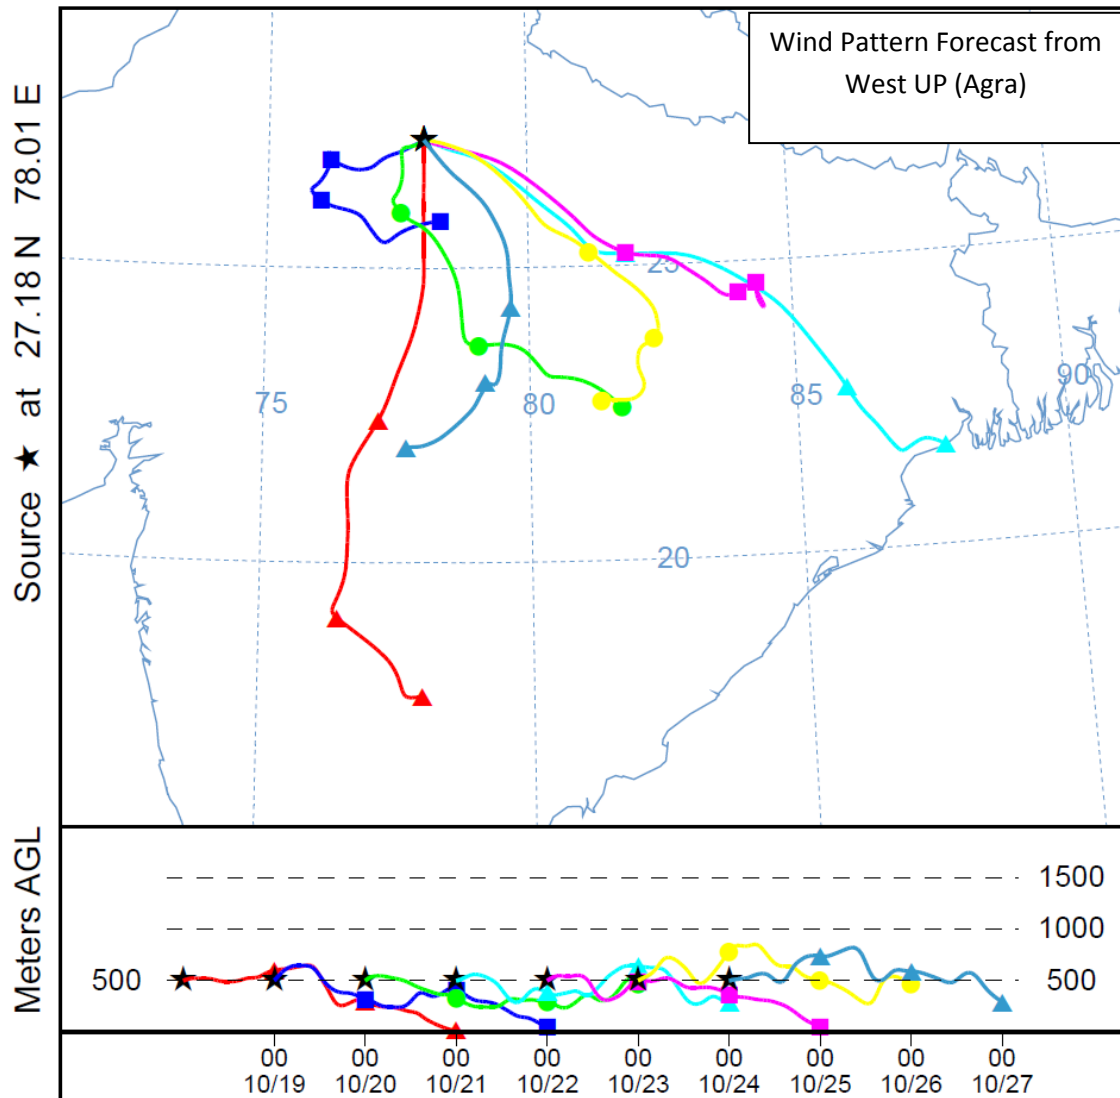 Wind Pattern Forecast from
West UP (Agra)
Source ★ at 27.18 N 78.01 E
25
75
80
85
90
20
Meters AGL
1500
1000
500
500
00 00 00 00 00 00 00 00 00
10/19 10/20 10/21 10/22 10/23 10/24 10/25 10/26 10/27